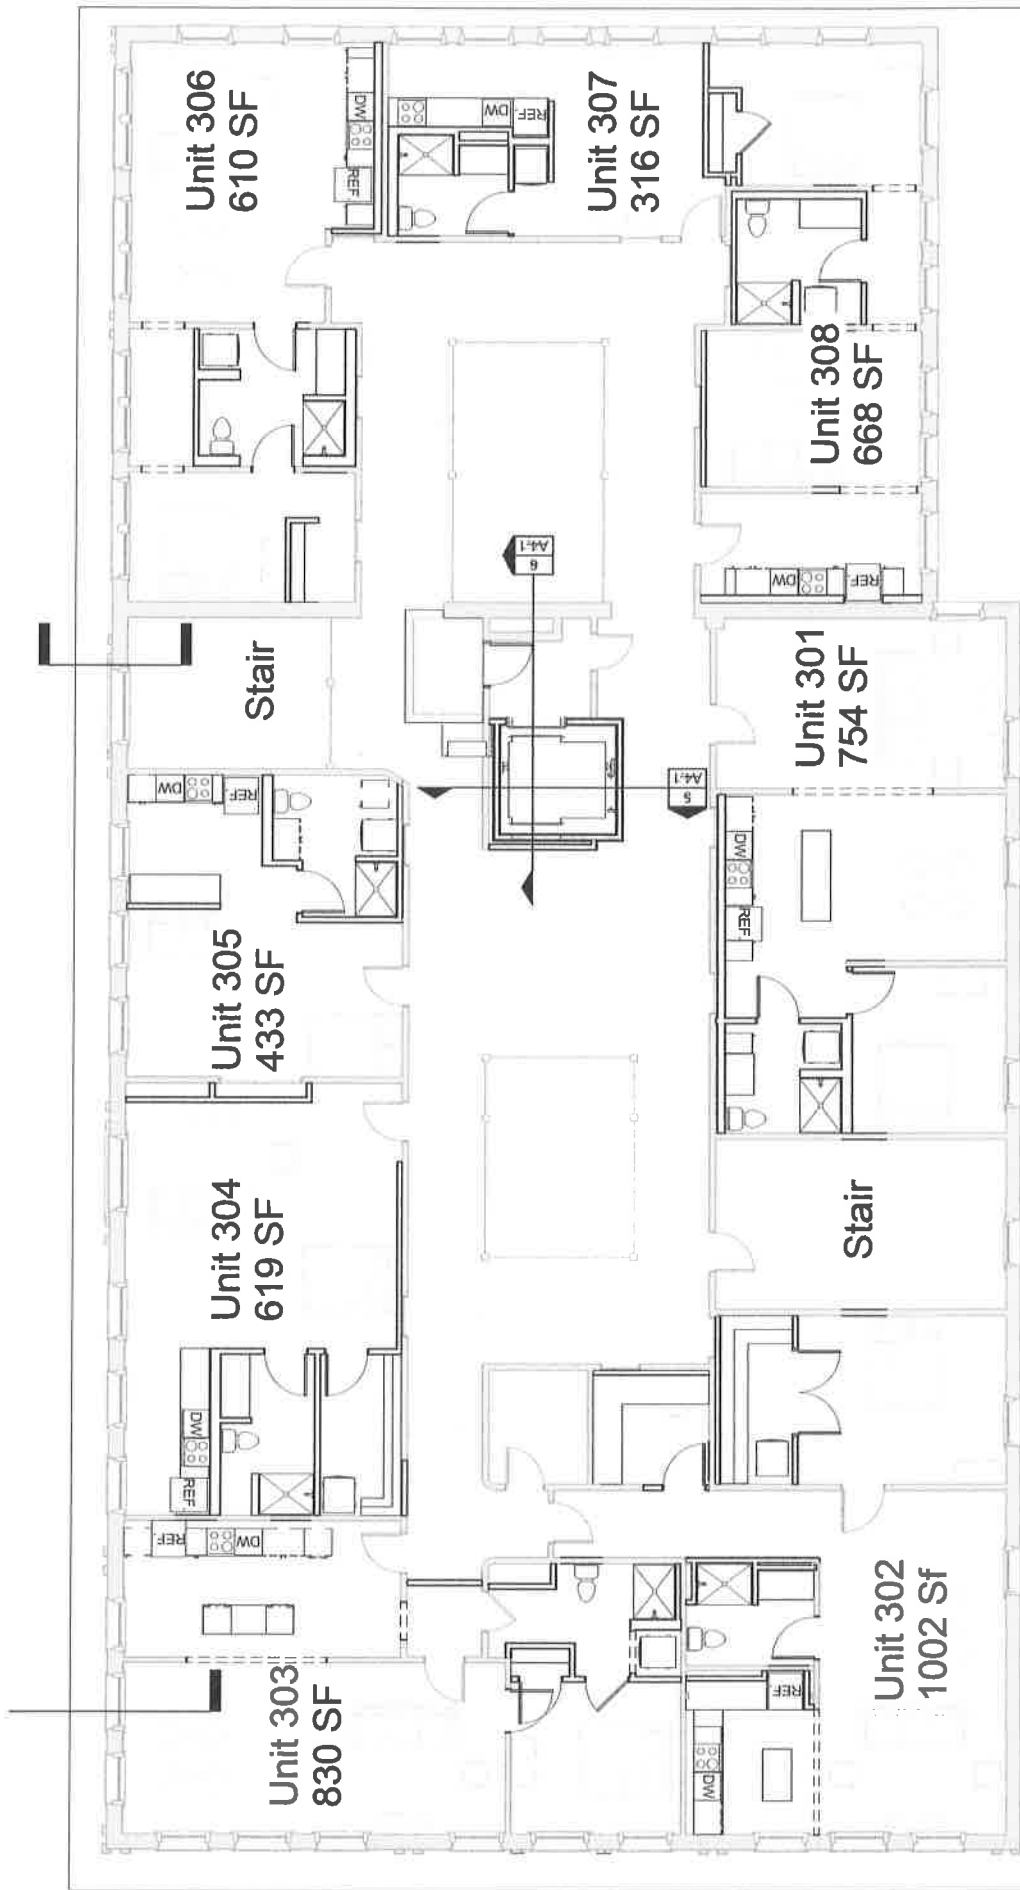 Unit 306
610 SF
DW
REF.
Unit 307
316 SF
DW
REF.
Unit 308
668 SF
DW
REF.
Stair
6
A4.1
5
A4.1
Unit 301
754 SF
DW
REF.
DW
REF.
Unit 305
433 SF
Unit 304
619 SF
DW
REF.
Stair
REF.
DW
Unit 303
830 SF
Unit 302
1002 Sf
REF.
DW